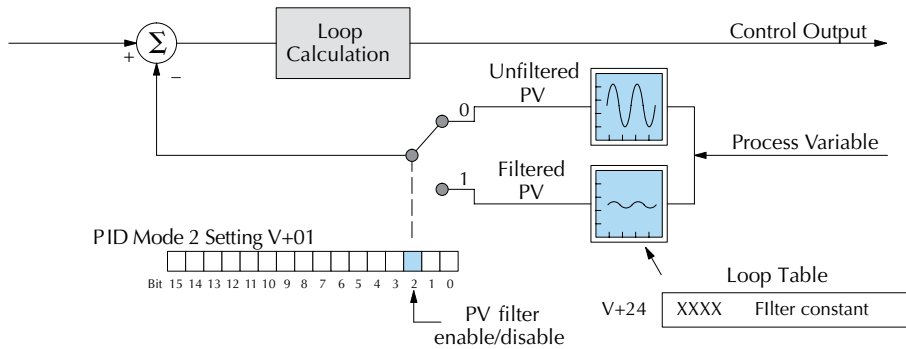 Loop
Calculation
Control Output
Σ
+
–
Unfiltered
PV
0
Process Variable
Filtered
PV
1
PID Mode 2 Setting V+01
Bit 15 14 13 12 11 10 9 8 7 6 5 4 3 2 1 0
PV filter
enable/disable
Loop Table
V+24 XXXX FIlter constant